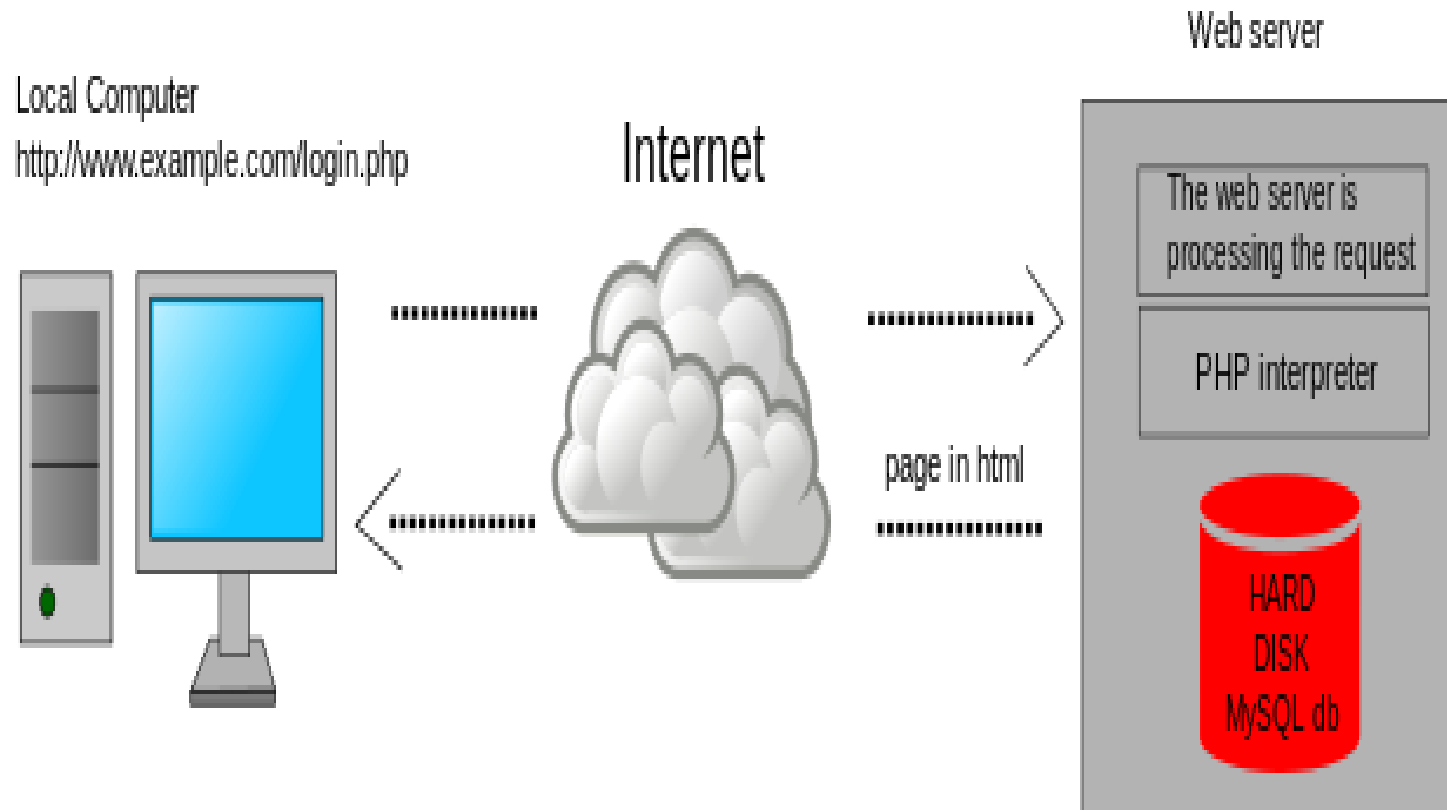 Local Computer
http://www.example.com/login.php
Internet
Web server
The web server is
processing the request
PHP interpreter
page in html
HARD
DISK
MySQL db